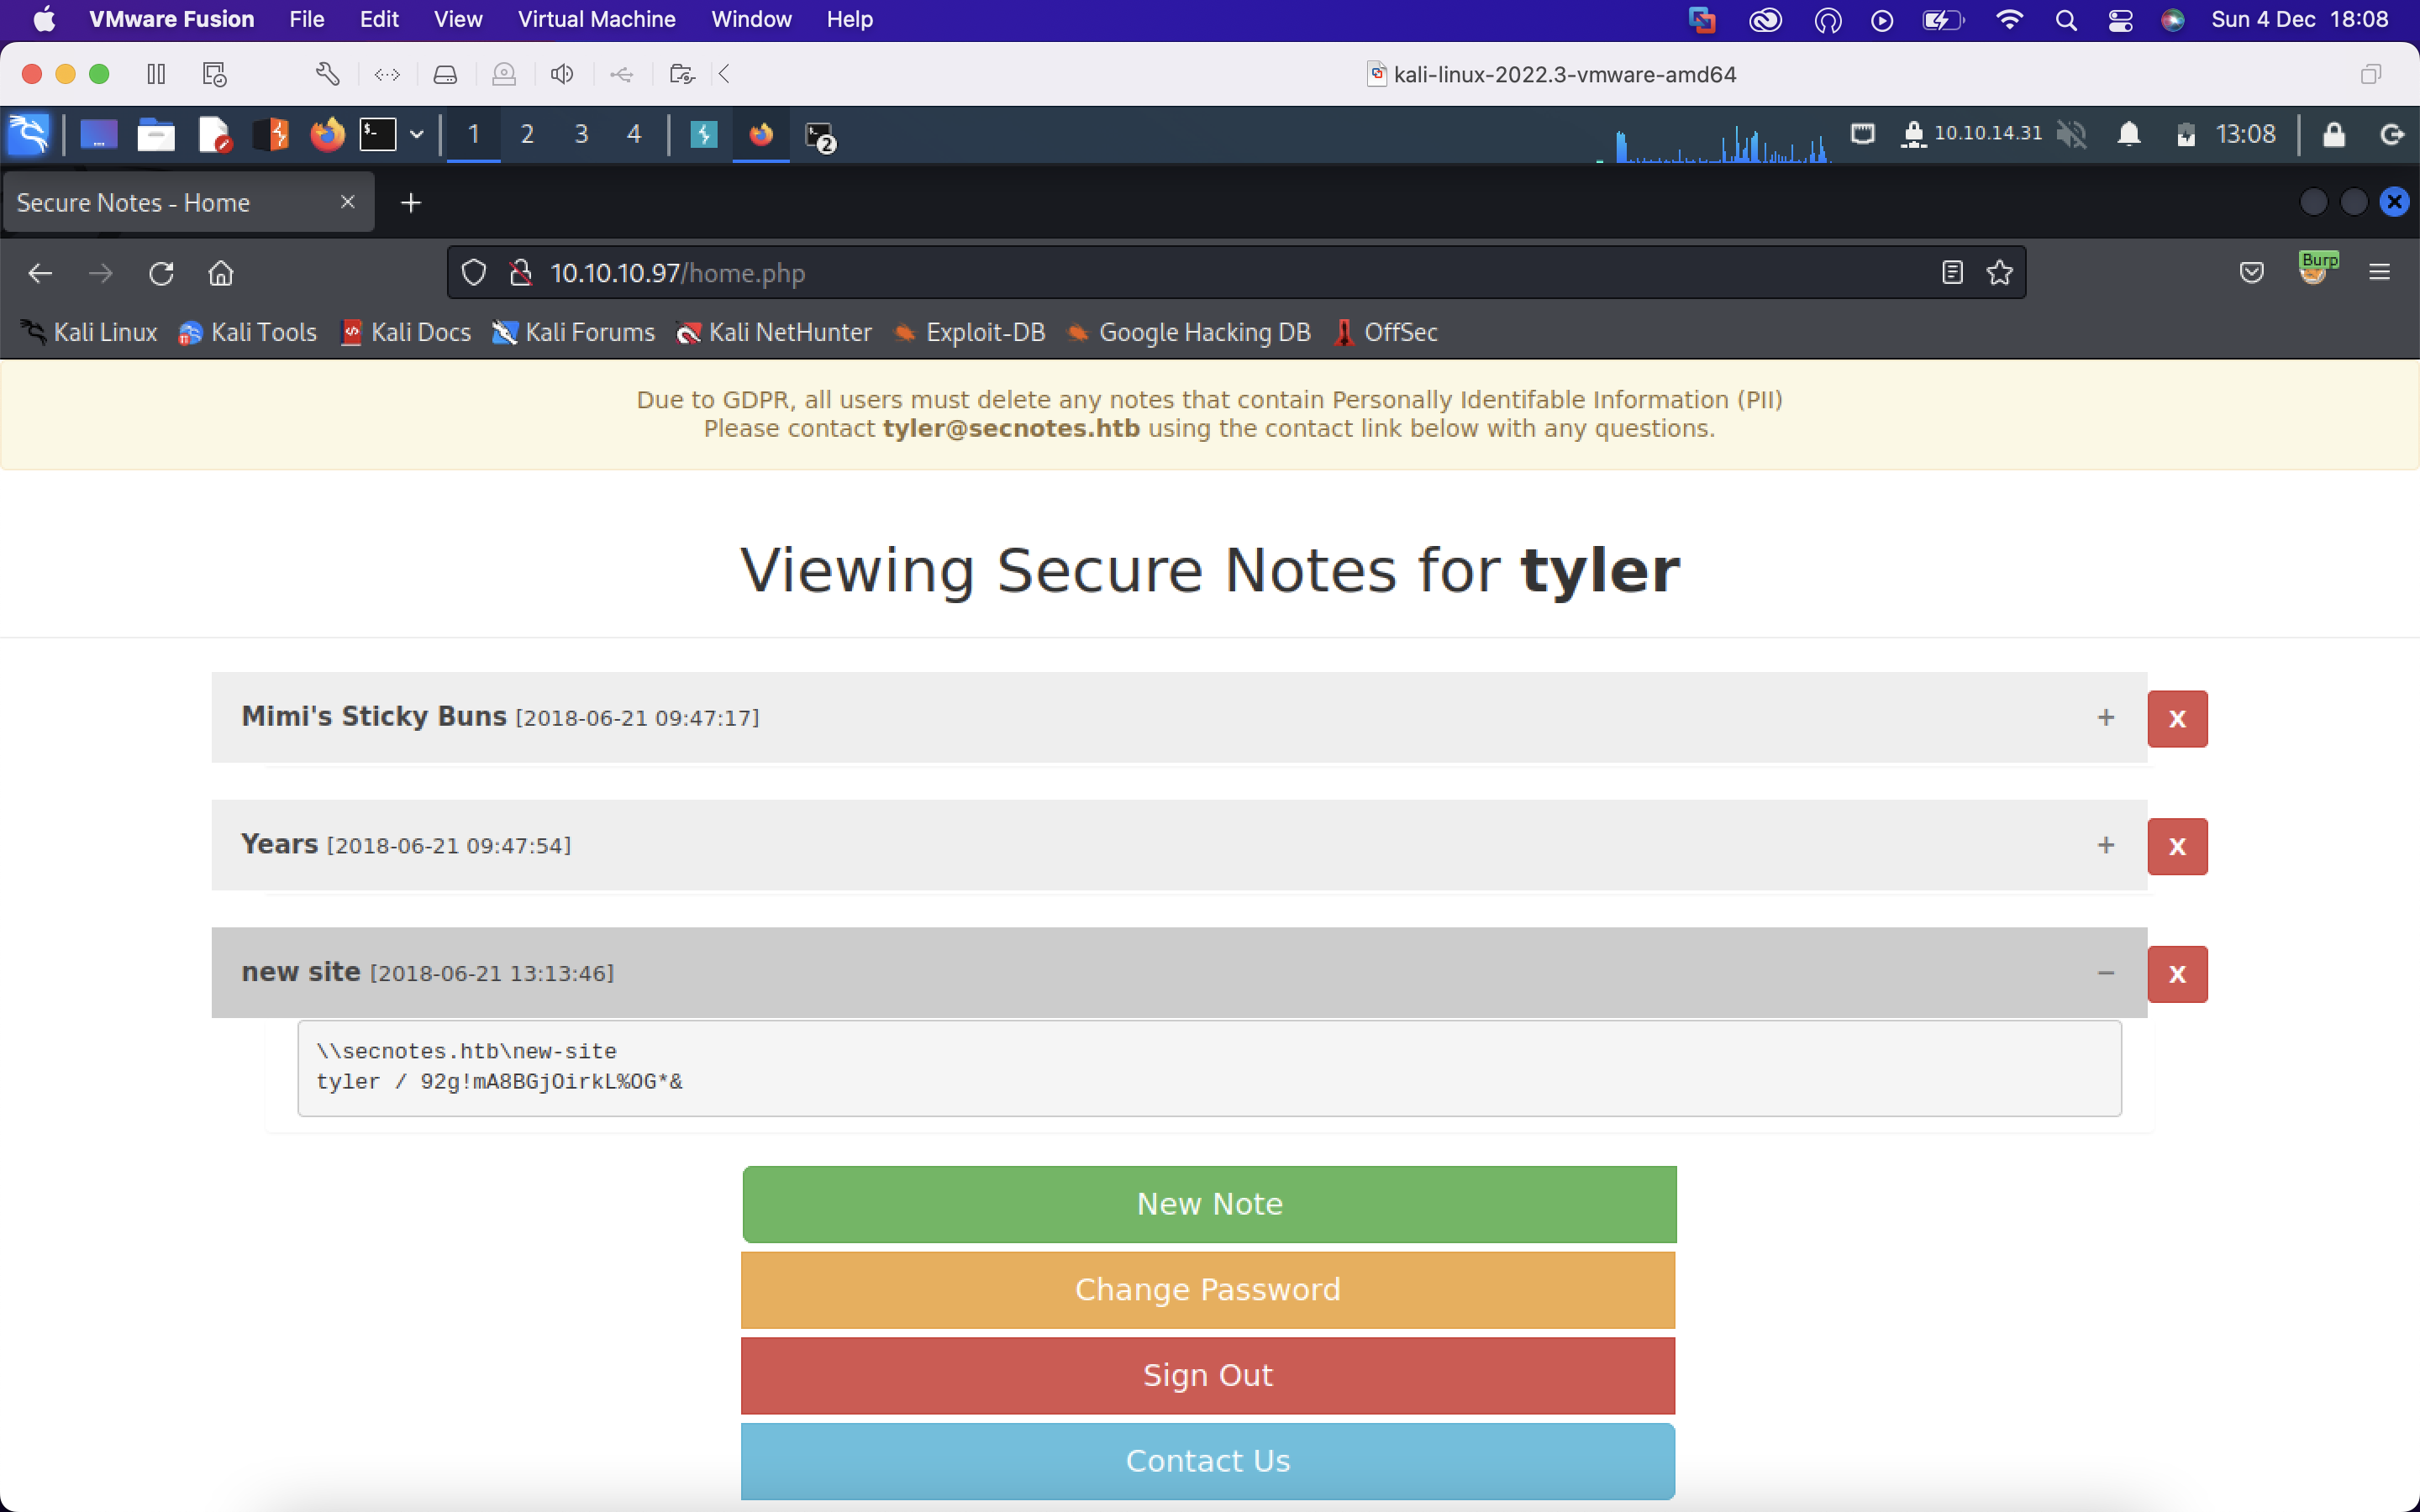 VMware Fusion File Edit View Virtual Machine Window Help Sun 4 Dec 18:08
kali-linux-2022.3-vmware-amd64
1 2 3 4 2 10.10.14.31 13:08
Secure Notes - Home
10.10.10.97/home.php Burp
Kali Linux Kali Tools Kali Docs Kali Forums Kali NetHunter Exploit-DB Google Hacking DB OffSec
Due to GDPR, all users must delete any notes that contain Personally Identifable Information (PII)
Please contact tyler@secnotes.htb using the contact link below with any questions.
Viewing Secure Notes for tyler
Mimi's Sticky Buns [2018-06-21 09:47:17] + X
Years [2018-06-21 09:47:54] + X
new site [2018-06-21 13:13:46] − X
\\secnotes.htb\new-site
tyler / 92g!mA8BGjOirkL%OG*&
New Note
Change Password
Sign Out
Contact Us